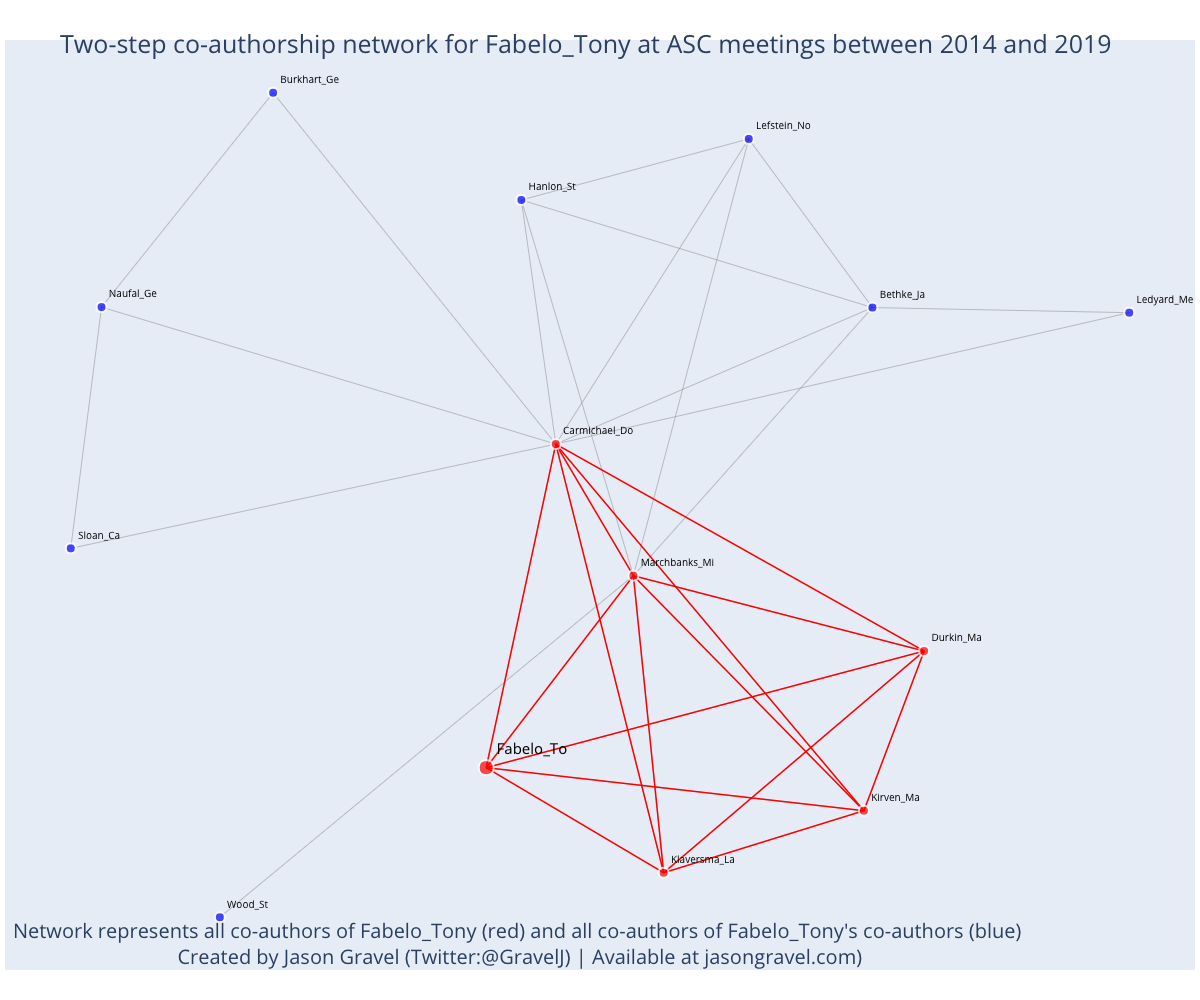 Two-step co-authorship network for Fabelo_Tony at ASC meetings between 2014 and 2019
Burkhart_Ge
Lefstein_No
Hanlon_St
Naufal_Ge
Bethke_Ja
Ledyard_Me
Carmichael_Do
Sloan_Ca
Marchbanks_Mi
Durkin_Ma
Fabelo_To
Kirven_Ma
Klaversma_La
Wood_St
Network represents all co-authors of Fabelo_Tony (red) and all co-authors of Fabelo_Tony's co-authors (blue)
Created by Jason Gravel (Twitter:@GravelJ) | Available at jasongravel.com)